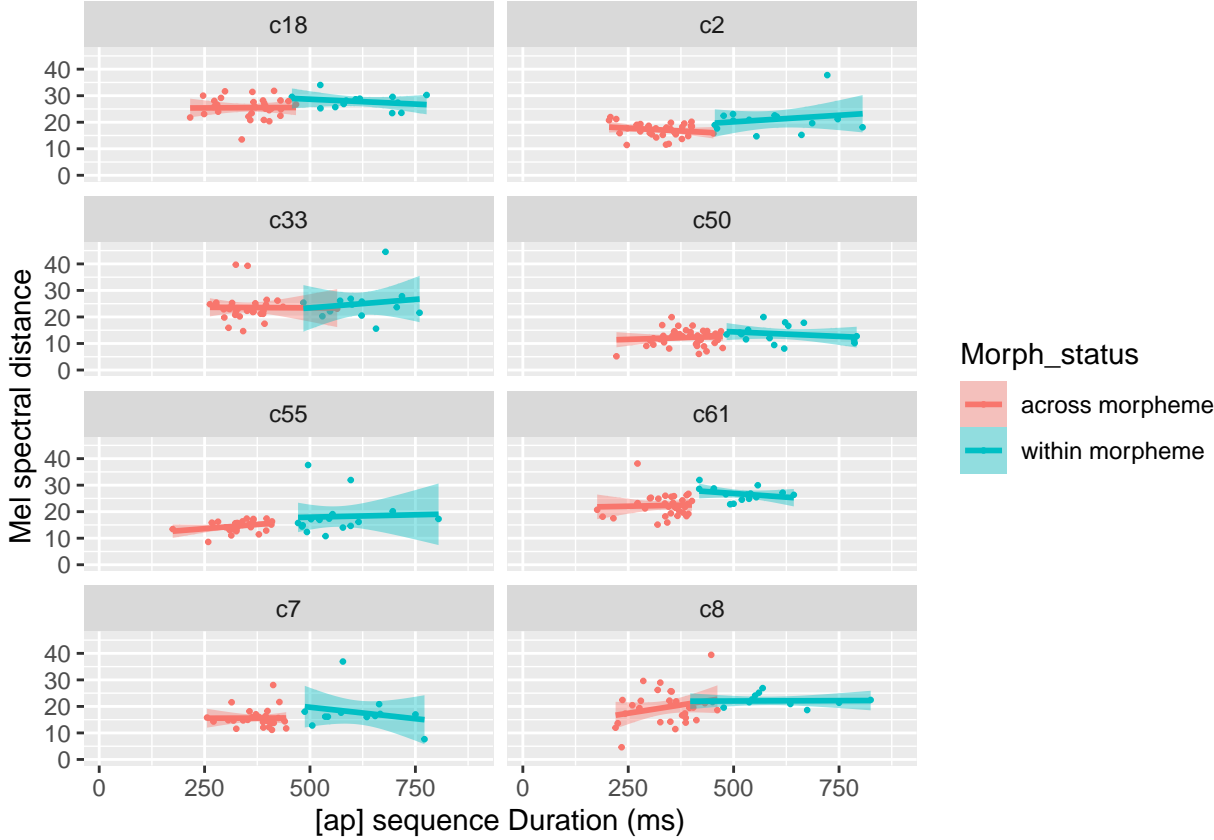 c18
c2
40
30
20
10
0
c33
c50
40
30
20
10
0
c55
c61
40
30
20
10
0
c7
c8
40
30
20
10
0
0
250
500
750
0
250
500
750
[ap] sequence Duration (ms)
Mel spectral distance
Morph_status
across morpheme
within morpheme